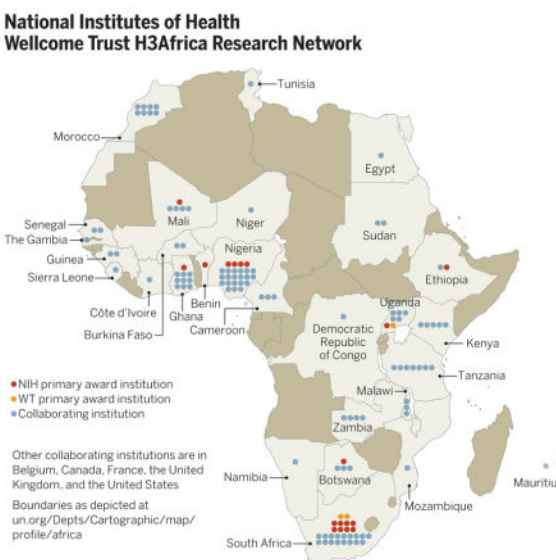 National Institutes of Health
Wellcome Trust H3Africa Research Network
Tunisia
Morocco
Egypt
Mali
Niger
Sudan
Senegal
The Gambia
Guinea
Sierra Leone
Nigeria
Ethiopia
Côte d'Ivoire
Burkina Faso
Ghana
Benin
Cameroon
Uganda
Democratic
Republic
of Congo
Kenya
Tanzania
Malawi
Zambia
Namibia
Botswana
Mozambique
Mauritiu
South Africa
NIH primary award institution
WT primary award institution
Collaborating institution
Other collaborating institutions are in
Belgium, Canada, France, the United
Kingdom, and the United States
Boundaries as depicted at
un.org/Depts/Cartographic/map/
profile/africa